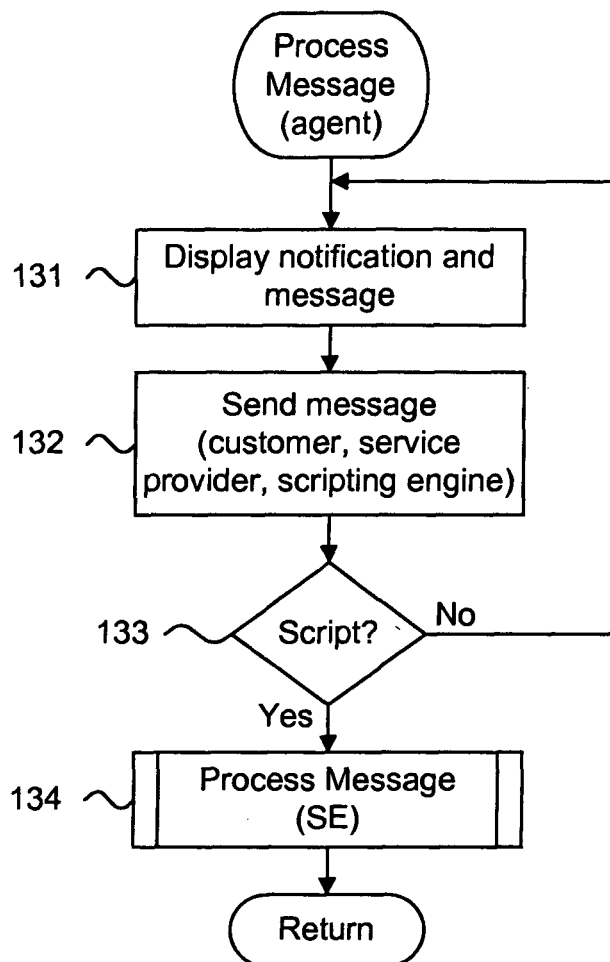 Process
Message
(agent)
131
Display notification and
message
132
Send message
(customer, service
provider, scripting engine)
133
Script?
No
Yes
134
Process Message
(SE)
Return